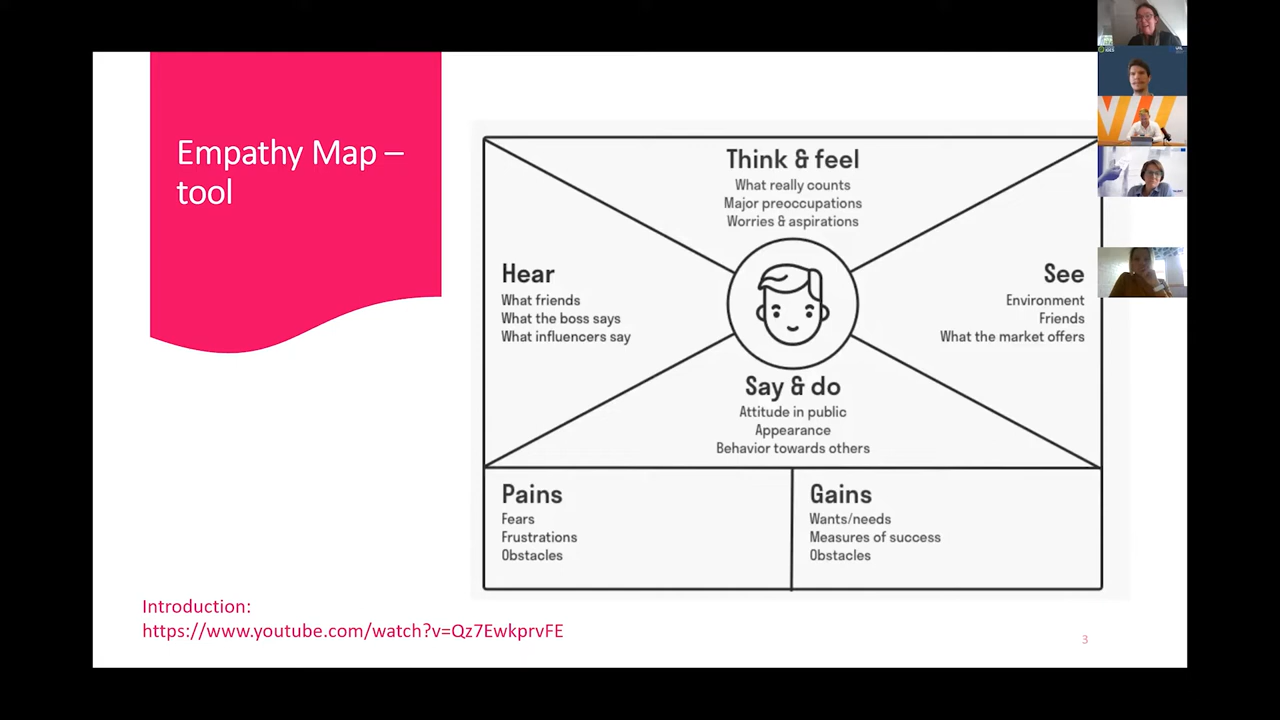 Empathy Map –
tool
Think & feel
What really counts
Major preoccupations
Worries & aspirations
Hear
What friends
What the boss says
What influencers say
See
Environment
Friends
What the market offers
Say & do
Attitude in public
Appearance
Behavior towards others
Pains
Fears
Frustrations
Obstacles
Gains
Wants/needs
Measures of success
Obstacles
Introduction:
https://www.youtube.com/watch?v=Qz7EwkprvFE
3